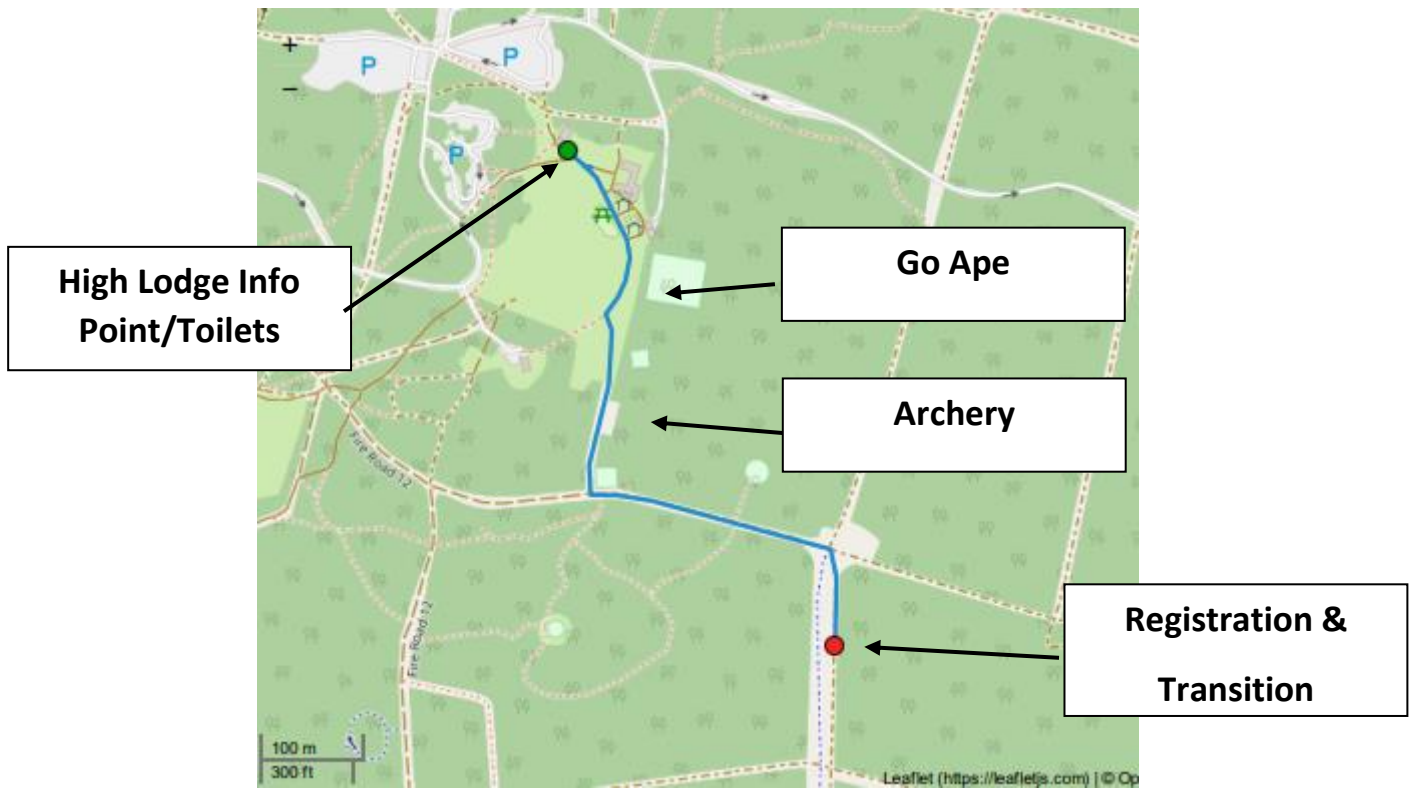 +
−
P
P
P
High Lodge Info
Point/Toilets
Go Ape
Archery
Fire Road 12
Fire Road 12
Registration &
Transition
100 m
300 ft
Leaflet (https://leafletjs.com) | © Op